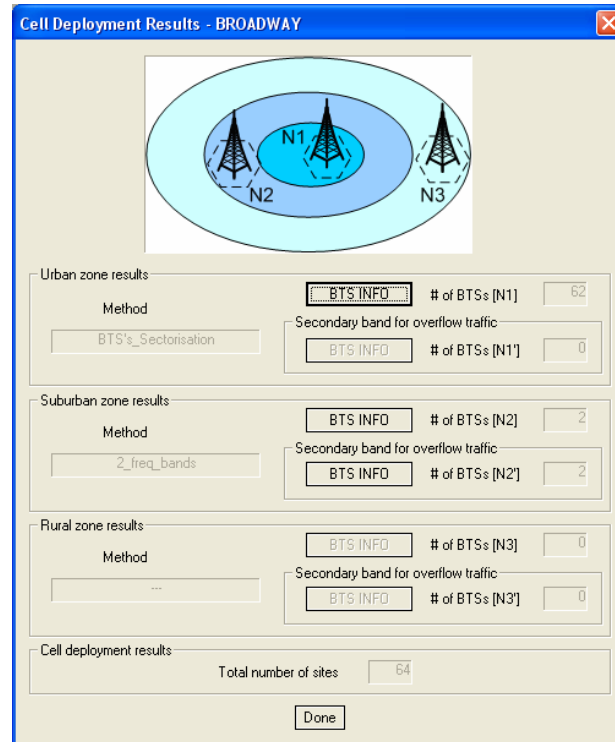 Cell Deployment Results - BROADWAY
N1
N2
N3
Urban zone results
Method
BTS's_Sectorisation
BTS INFO
# of BTSs [N1]
62
Secondary band for overflow traffic
BTS INFO
# of BTSs [N1']
0
Suburban zone results
Method
2_freq_bands
BTS INFO
# of BTSs [N2]
2
Secondary band for overflow traffic
BTS INFO
# of BTSs [N2']
2
Rural zone results
Method
---
BTS INFO
# of BTSs [N3]
0
Secondary band for overflow traffic
BTS INFO
# of BTSs [N3']
0
Cell deployment results
Total number of sites
64
Done